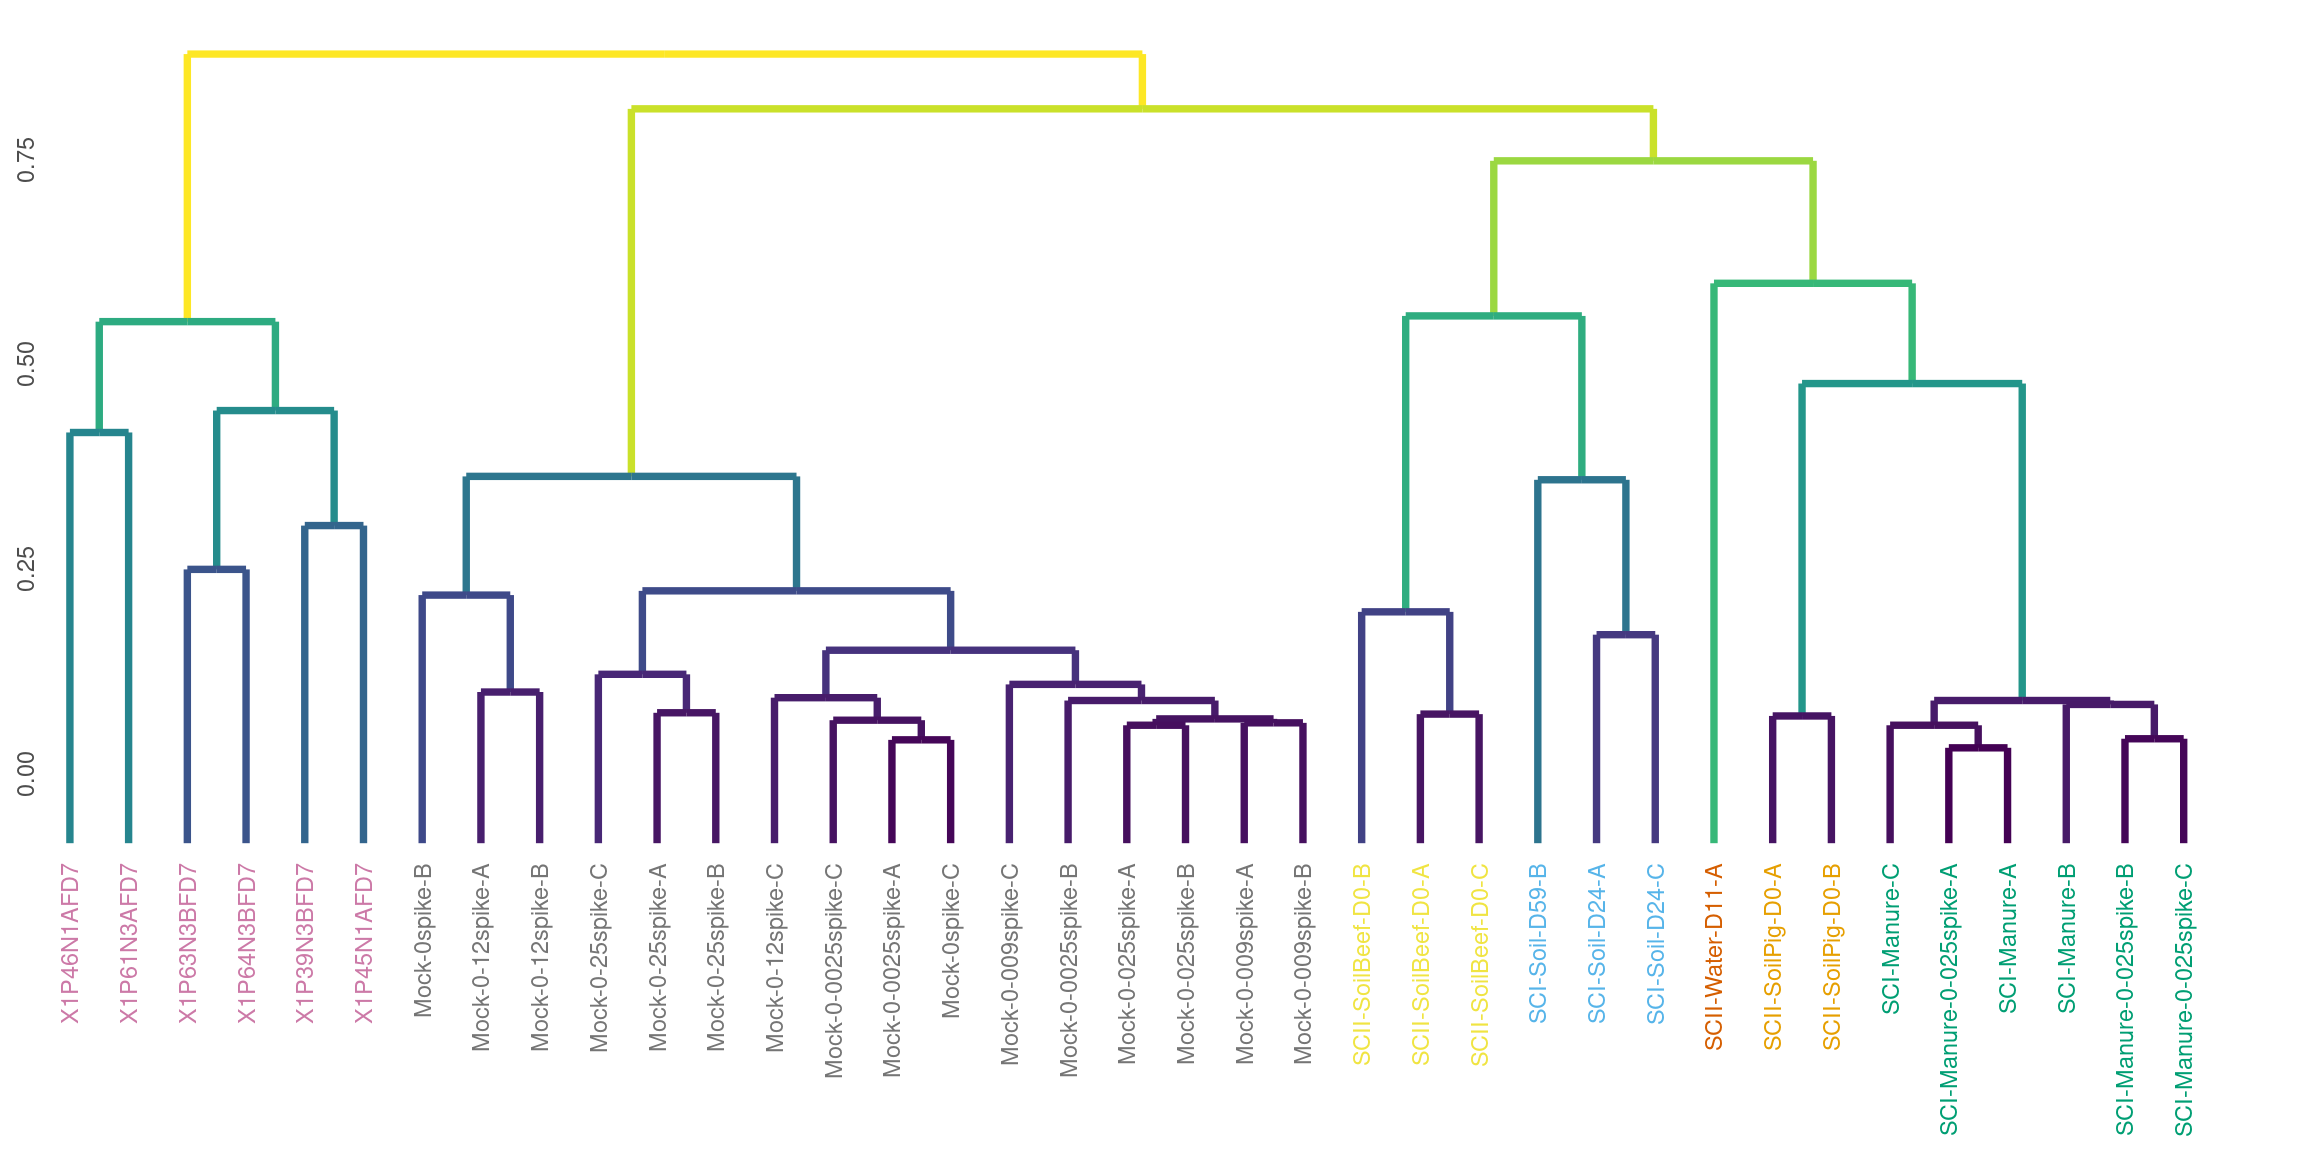 0.75
0.50
0.25
0.00
X1P46N1AFD7
X1P61N3AFD7
X1P63N3BFD7
X1P64N3BFD7
X1P39N3BFD7
X1P45N1AFD7
Mock-0spike-B
Mock-0-12spike-A
Mock-0-12spike-B
Mock-0-25spike-C
Mock-0-25spike-A
Mock-0-25spike-B
Mock-0-12spike-C
Mock-0-0025spike-C
Mock-0-0025spike-A
Mock-0spike-C
Mock-0-009spike-C
Mock-0-0025spike-B
Mock-0-025spike-A
Mock-0-025spike-B
Mock-0-009spike-A
Mock-0-009spike-B
SCII-SoilBeef-D0-B
SCII-SoilBeef-D0-A
SCII-SoilBeef-D0-C
SCI-Soil-D59-B
SCI-Soil-D24-A
SCI-Soil-D24-C
SCII-Water-D11-A
SCII-SoilPig-D0-A
SCII-SoilPig-D0-B
SCI-Manure-C
SCI-Manure-0-025spike-A
SCI-Manure-A
SCI-Manure-B
SCI-Manure-0-025spike-B
SCI-Manure-0-025spike-C